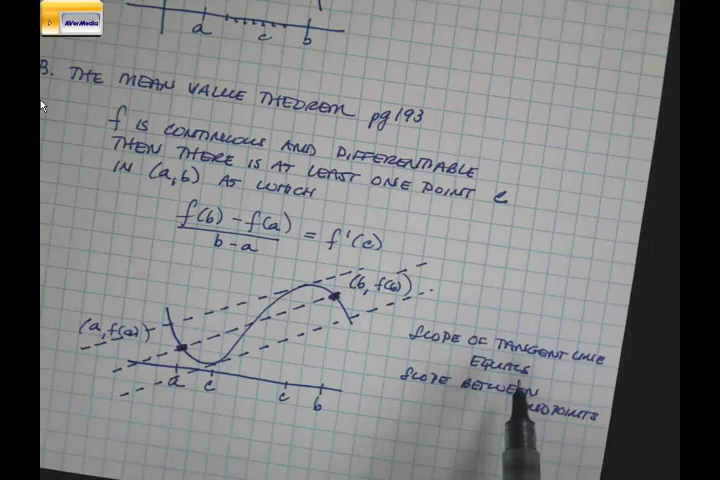 AVerMedia
a c b
3. THE MEAN VALUE THEOREM pg 193
f IS CONTINUOUS AND DIFFERENTIABLE
THEN THERE IS AT LEAST ONE POINT c
IN (a,b) AT WHICH
f(b) - f(a) / b - a = f'(c)
(b, f(b))
(a, f(a))
a c c b
SLOPE OF TANGENT LINE
EQUALS
SLOPE BETWEEN